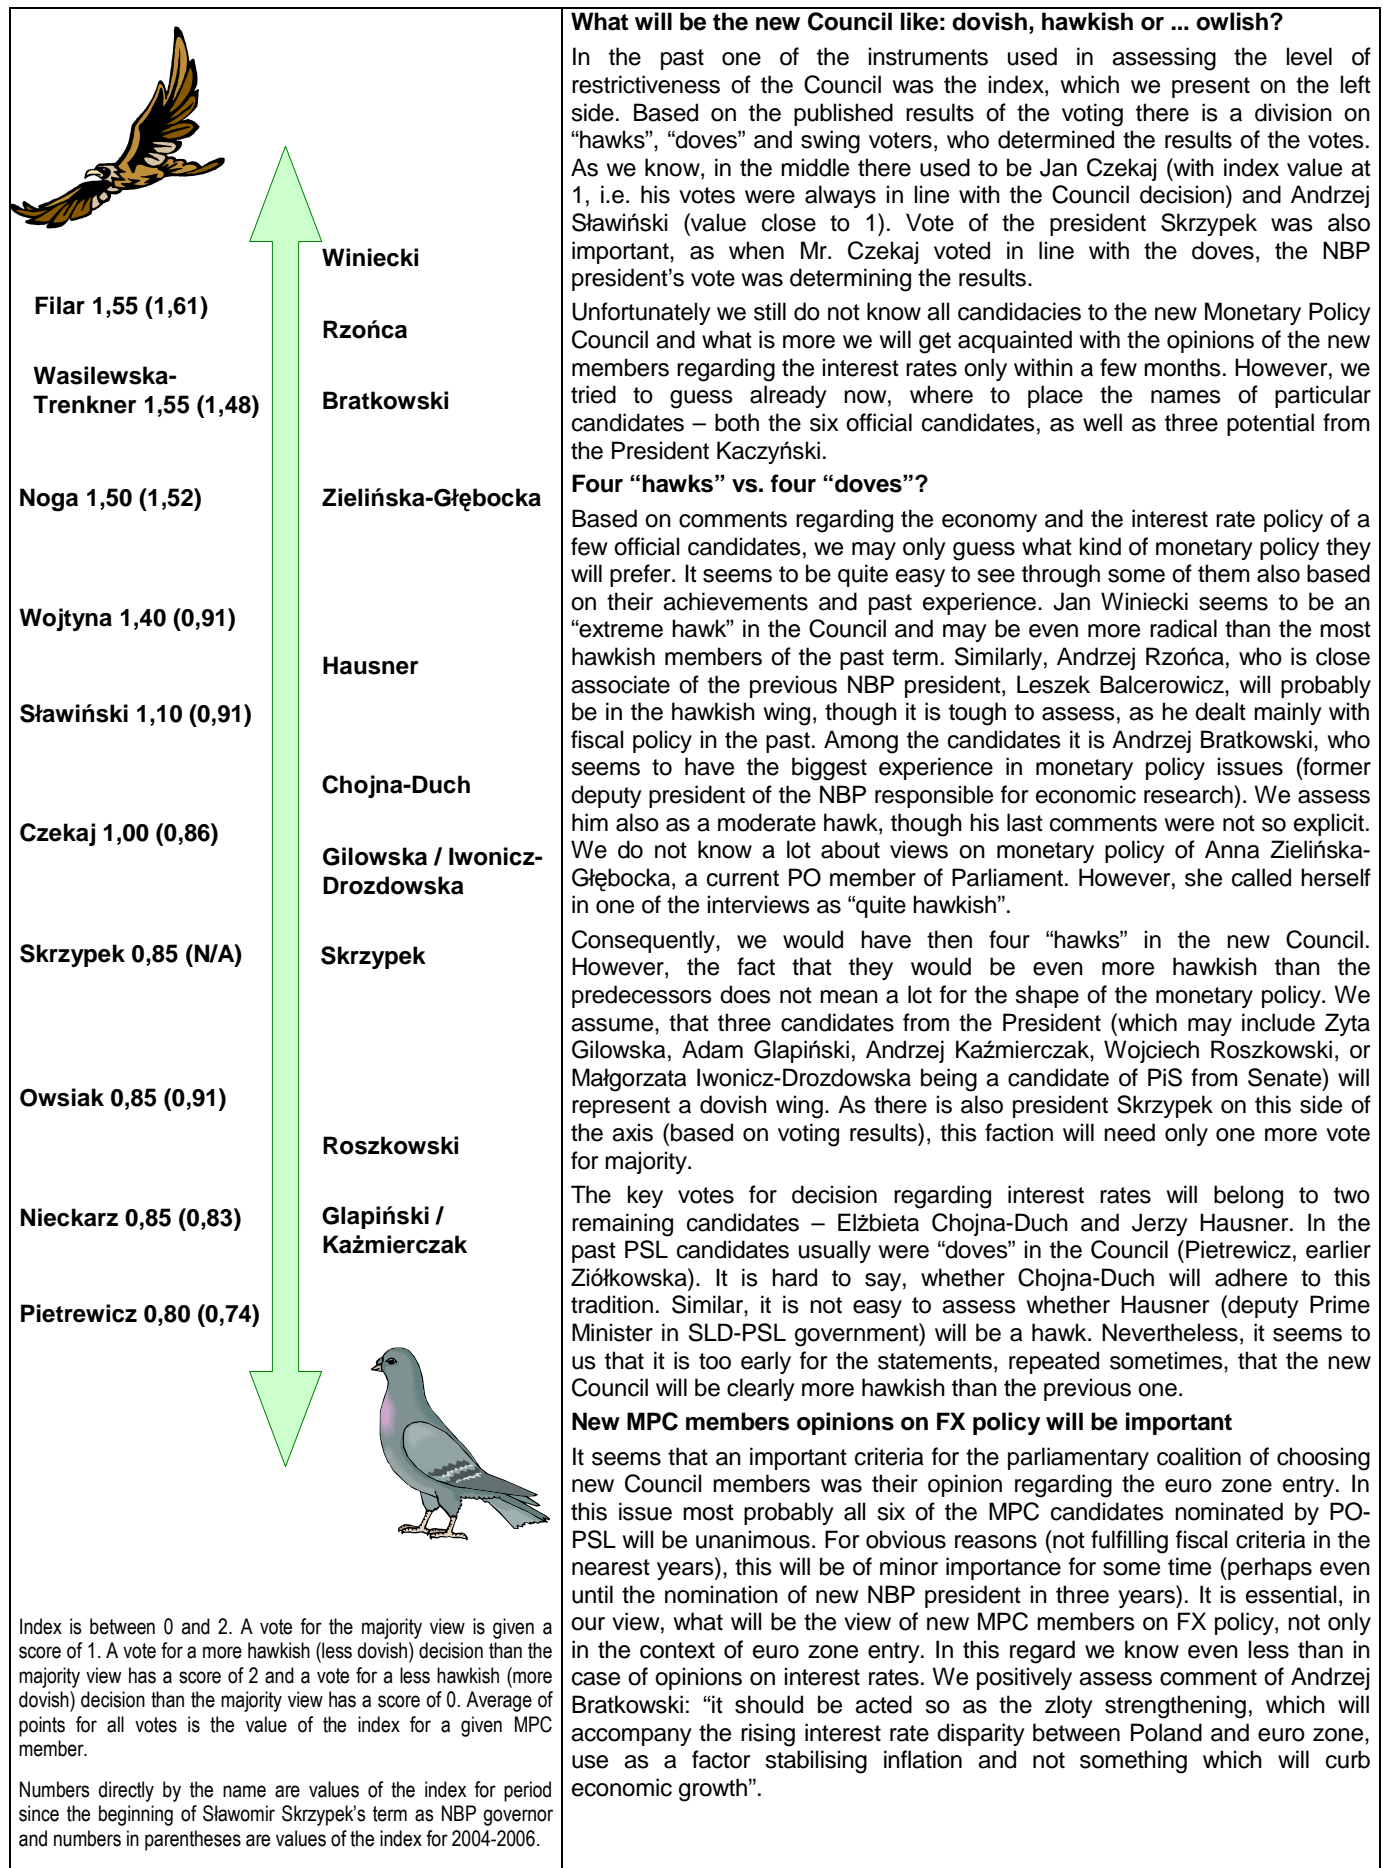 Winiecki
Filar 1,55 (1,61)
Rzońca
Wasilewska-
Trenkner 1,55 (1,48)
Bratkowski
Noga 1,50 (1,52)
Zielińska-Głębocka
Wojtyna 1,40 (0,91)
Hausner
Sławiński 1,10 (0,91)
Chojna-Duch
Czekaj 1,00 (0,86)
Gilowska / Iwonicz-
Drozdowska
Skrzypek 0,85 (N/A)
Skrzypek
Owsiak 0,85 (0,91)
Roszkowski
Nieckarz 0,85 (0,83)
Glapiński /
Kaźmierczak
Pietrewicz 0,80 (0,74)
Index is between 0 and 2. A vote for the majority view is given a
score of 1. A vote for a more hawkish (less dovish) decision than the
majority view has a score of 2 and a vote for a less hawkish (more
dovish) decision than the majority view has a score of 0. Average of
points for all votes is the value of the index for a given MPC
member.
Numbers directly by the name are values of the index for period
since the beginning of Sławomir Skrzypek's term as NBP governor
and numbers in parentheses are values of the index for 2004-2006.
What will be the new Council like: dovish, hawkish or ... owlish?
In the past one of the instruments used in assessing the level of
restrictiveness of the Council was the index, which we present on the left
side. Based on the published results of the voting there is a division on
“hawks”, “doves” and swing voters, who determined the results of the votes.
As we know, in the middle there used to be Jan Czekaj (with index value at
1, i.e. his votes were always in line with the Council decision) and Andrzej
Sławiński (value close to 1). Vote of the president Skrzypek was also
important, as when Mr. Czekaj voted in line with the doves, the NBP
president’s vote was determining the results.
Unfortunately we still do not know all candidacies to the new Monetary Policy
Council and what is more we will get acquainted with the opinions of the new
members regarding the interest rates only within a few months. However, we
tried to guess already now, where to place the names of particular
candidates – both the six official candidates, as well as three potential from
the President Kaczyński.
Four “hawks” vs. four “doves”?
Based on comments regarding the economy and the interest rate policy of a
few official candidates, we may only guess what kind of monetary policy they
will prefer. It seems to be quite easy to see through some of them also based
on their achievements and past experience. Jan Winiecki seems to be an
“extreme hawk” in the Council and may be even more radical than the most
hawkish members of the past term. Similarly, Andrzej Rzońca, who is close
associate of the previous NBP president, Leszek Balcerowicz, will probably
be in the hawkish wing, though it is tough to assess, as he dealt mainly with
fiscal policy in the past. Among the candidates it is Andrzej Bratkowski, who
seems to have the biggest experience in monetary policy issues (former
deputy president of the NBP responsible for economic research). We assess
him also as a moderate hawk, though his last comments were not so explicit.
We do not know a lot about views on monetary policy of Anna Zielińska-
Głębocka, a current PO member of Parliament. However, she called herself
in one of the interviews as “quite hawkish”.
Consequently, we would have then four “hawks” in the new Council.
However, the fact that they would be even more hawkish than the
predecessors does not mean a lot for the shape of the monetary policy. We
assume, that three candidates from the President (which may include Zyta
Gilowska, Adam Glapiński, Andrzej Kaźmierczak, Wojciech Roszkowski, or
Małgorzata Iwonicz-Drozdowska being a candidate of PiS from Senate) will
represent a dovish wing. As there is also president Skrzypek on this side of
the axis (based on voting results), this faction will need only one more vote
for majority.
The key votes for decision regarding interest rates will belong to two
remaining candidates – Elżbieta Chojna-Duch and Jerzy Hausner. In the
past PSL candidates usually were “doves” in the Council (Pietrewicz, earlier
Ziółkowska). It is hard to say, whether Chojna-Duch will adhere to this
tradition. Similar, it is not easy to assess whether Hausner (deputy Prime
Minister in SLD-PSL government) will be a hawk. Nevertheless, it seems to
us that it is too early for the statements, repeated sometimes, that the new
Council will be clearly more hawkish than the previous one.
New MPC members opinions on FX policy will be important
It seems that an important criteria for the parliamentary coalition of choosing
new Council members was their opinion regarding the euro zone entry. In
this issue most probably all six of the MPC candidates nominated by PO-
PSL will be unanimous. For obvious reasons (not fulfilling fiscal criteria in the
nearest years), this will be of minor importance for some time (perhaps even
until the nomination of new NBP president in three years). It is essential, in
our view, what will be the view of new MPC members on FX policy, not only
in the context of euro zone entry. In this regard we know even less than in
case of opinions on interest rates. We positively assess comment of Andrzej
Bratkowski: “it should be acted so as the zloty strengthening, which will
accompany the rising interest rate disparity between Poland and euro zone,
use as a factor stabilising inflation and not something which will curb
economic growth”.